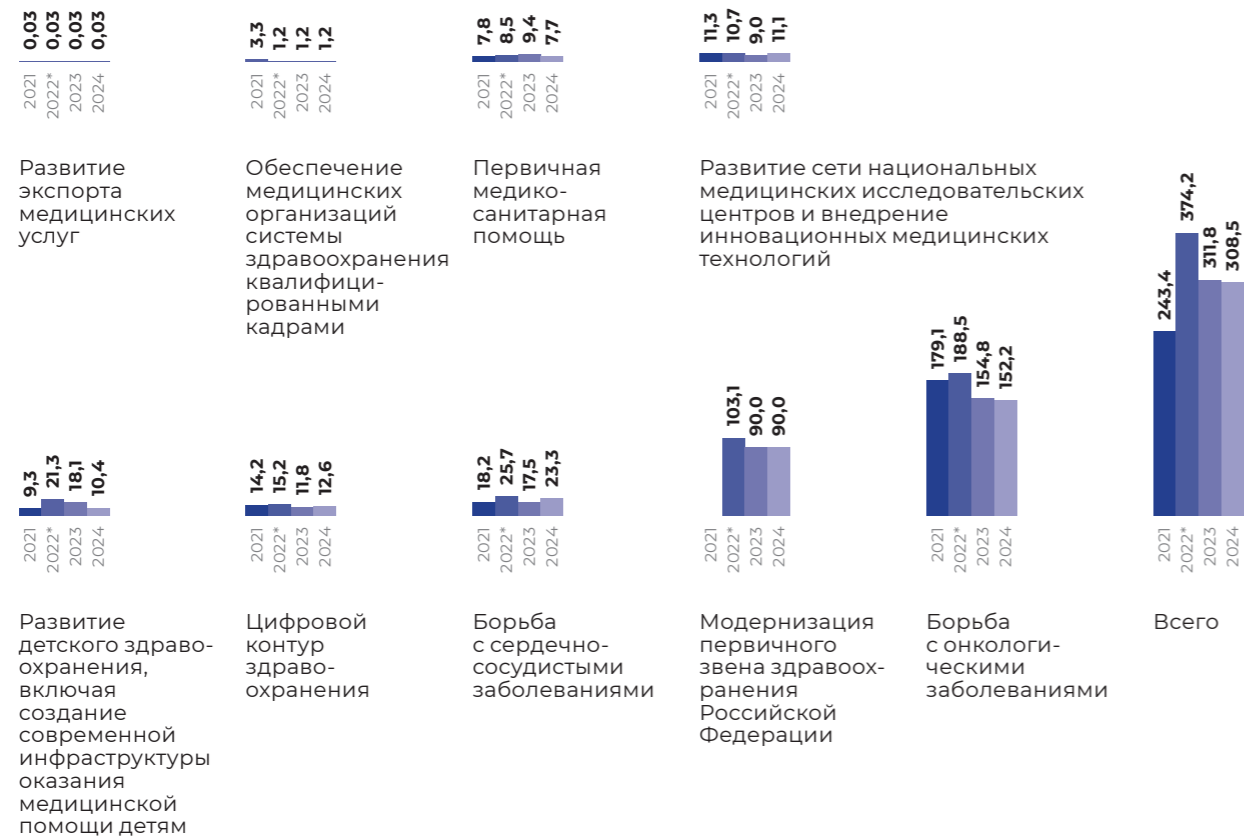 0,03
0,03
0,03
0,03
2021
2022*
2023
2024
Развитие
экспорта
медицинских
услуг
3,3
1,2
1,2
1,2
2021
2022*
2023
2024
Обеспечение
медицинских
организаций
системы
здравоохранения
квалифици-
рованными
кадрами
7,8
8,5
9,4
7,7
2021
2022*
2023
2024
Первичная
медико-
санитарная
помощь
11,3
10,7
9,0
11,1
2021
2022*
2023
2024
Развитие сети национальных
медицинских исследовательских
центров и внедрение
инновационных медицинских
технологий
9,3
21,3
18,1
10,4
2021
2022*
2023
2024
Развитие
детского здраво-
охранения,
включая
создание
современной
инфраструктуры
оказания
медицинской
помощи детям
14,2
15,2
11,8
12,6
2021
2022*
2023
2024
Цифровой
контур
здраво-
охранения
18,2
25,7
17,5
23,3
2021
2022*
2023
2024
Борьба
с сердечно-
сосудистыми
заболеваниями
103,1
90,0
90,0
2021
2022*
2023
2024
Модернизация
первичного
звена здравоох-
ранения
Российской
Федерации
179,1
188,5
154,8
152,2
2021
2022*
2023
2024
Борьба
с онкологи-
ческими
заболеваниями
243,4
374,2
311,8
308,5
2021
2022*
2023
2024
Всего